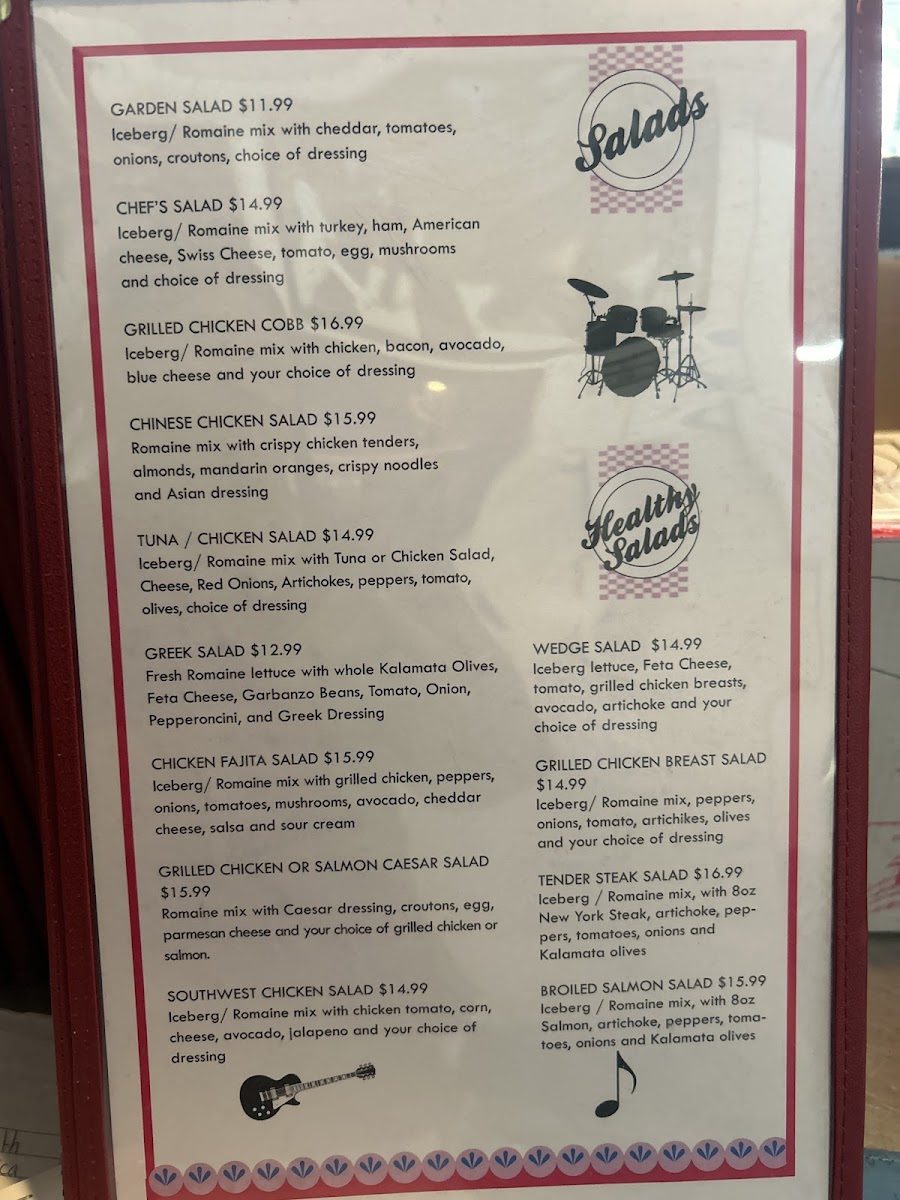 Salads
GARDEN SALAD $11.99
Iceberg/ Romaine mix with cheddar, tomatoes,
onions, croutons, choice of dressing
CHEF'S SALAD $14.99
Iceberg/ Romaine mix with turkey, ham, American
cheese, Swiss Cheese, tomato, egg, mushrooms
and choice of dressing
GRILLED CHICKEN COBB $16.99
Iceberg/ Romaine mix with chicken, bacon, avocado,
blue cheese and your choice of dressing
CHINESE CHICKEN SALAD $15.99
Romaine mix with crispy chicken tenders,
almonds, mandarin oranges, crispy noodles
and Asian dressing
TUNA / CHICKEN SALAD $14.99
Iceberg/ Romaine mix with Tuna or Chicken Salad,
Cheese, Red Onions, Artichokes, peppers, tomato,
olives, choice of dressing
GREEK SALAD $12.99
Fresh Romaine lettuce with whole Kalamata Olives,
Feta Cheese, Garbanzo Beans, Tomato, Onion,
Pepperoncini, and Greek Dressing
CHICKEN FAJITA SALAD $15.99
Iceberg/ Romaine mix with grilled chicken, peppers,
onions, tomatoes, mushrooms, avocado, cheddar
cheese, salsa and sour cream
GRILLED CHICKEN OR SALMON CAESAR SALAD
$15.99
Romaine mix with Caesar dressing, croutons, egg,
parmesan cheese and your choice of grilled chicken or
salmon.
SOUTHWEST CHICKEN SALAD $14.99
Iceberg/ Romaine mix with chicken tomato, corn,
cheese, avocado, jalapeno and your choice of
dressing
Healthy
Salads
WEDGE SALAD $14.99
Iceberg lettuce, Feta Cheese,
tomato, grilled chicken breasts,
avocado, artichoke and your
choice of dressing
GRILLED CHICKEN BREAST SALAD
$14.99
Iceberg/ Romaine mix, peppers,
onions, tomato, artichikes, olives
and your choice of dressing
TENDER STEAK SALAD $16.99
Iceberg / Romaine mix, with 8oz
New York Steak, artichoke, pep-
pers, tomatoes, onions and
Kalamata olives
BROILED SALMON SALAD $15.99
Iceberg / Romaine mix, with 8oz
Salmon, artichoke, peppers, toma-
toes, onions and Kalamata olives